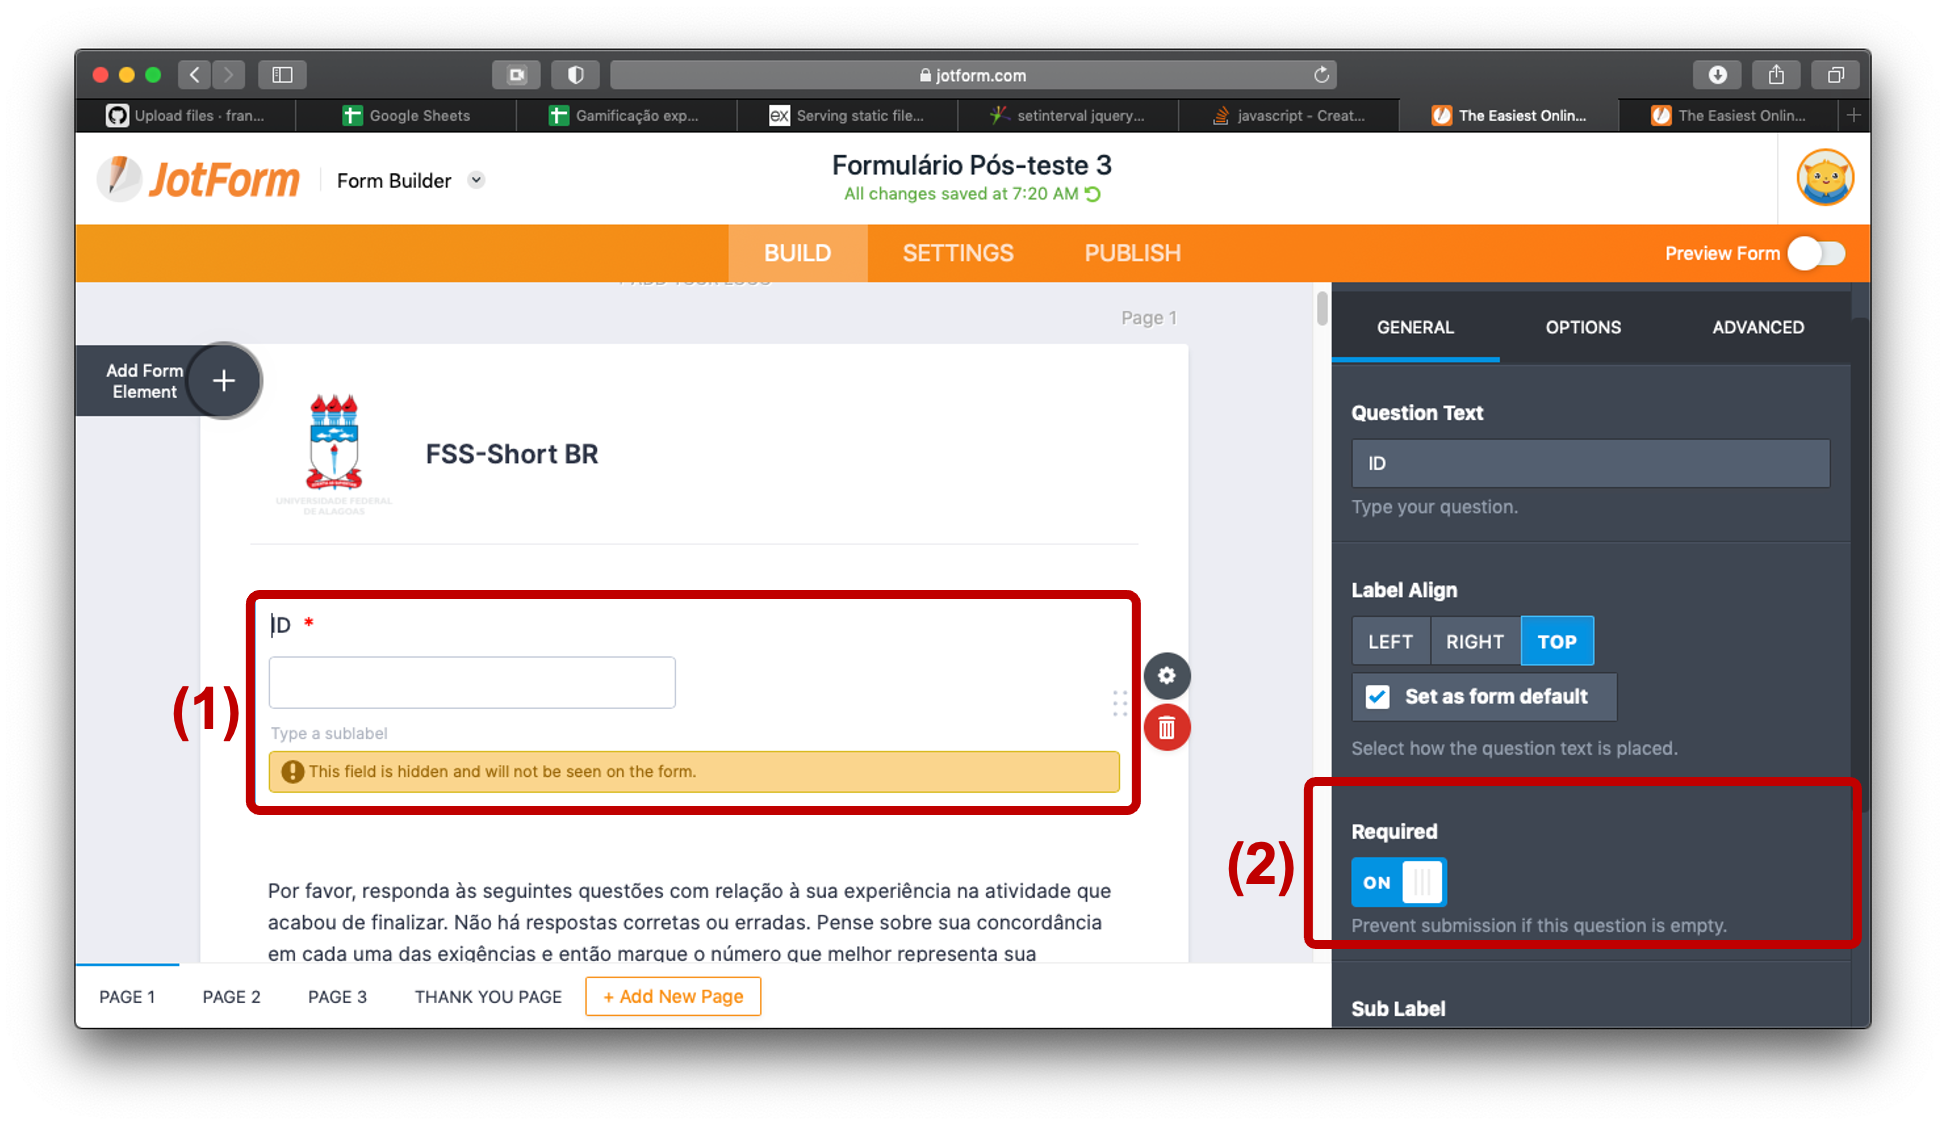 jotform.com
Upload files · fran...
Google Sheets
Gamificação exp...
ex Serving static file...
setinterval jquery...
javascript - Creat...
The Easiest Onlin...
The Easiest Onlin...
JotForm
Form Builder
Formulário Pós-teste 3
All changes saved at 7:20 AM
BUILD
SETTINGS
PUBLISH
Preview Form
+ ADD YOUR LOGO
Page 1
Add Form
Element
UNIVERSIDADE FEDERAL
DE ALAGOAS
FSS-Short BR
(1)
ID *
Type a sublabel
This field is hidden and will not be seen on the form.
Por favor, responda às seguintes questões com relação à sua experiência na atividade que
acabou de finalizar. Não há respostas corretas ou erradas. Pense sobre sua concordância
em cada uma das exigências e então marque o número que melhor representa sua
PAGE 1
PAGE 2
PAGE 3
THANK YOU PAGE
+ Add New Page
GENERAL
OPTIONS
ADVANCED
Question Text
ID
Type your question.
Label Align
LEFT
RIGHT
TOP
Set as form default
Select how the question text is placed.
(2)
Required
ON
Prevent submission if this question is empty.
Sub Label